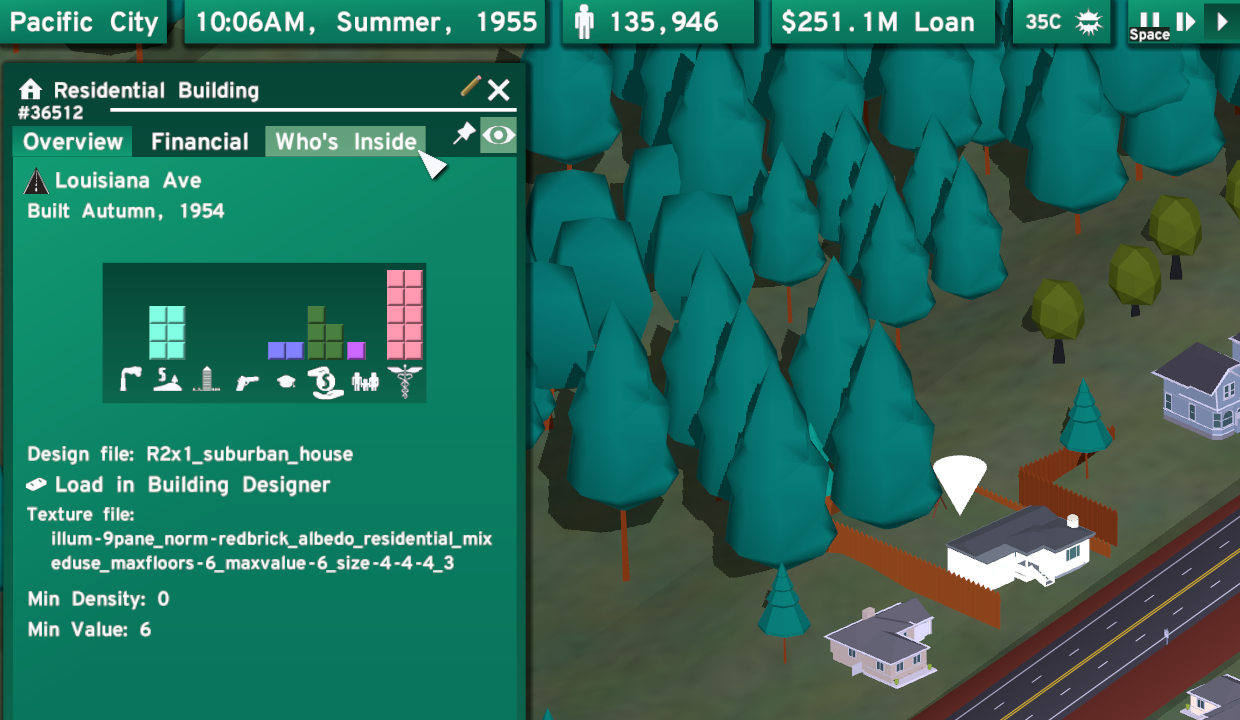 Pacific City
10:06AM, Summer, 1955
135,946
$251.1M Loan
35C
Space
Residential Building
#36512
Overview
Financial
Who's Inside
Louisiana Ave
Built Autumn, 1954
Design file: R2x1_suburban_house
Load in Building Designer
Texture file:
illum-9pane_norm-redbrick_albedo_residential_mix
eduse_maxfloors-6_maxvalue-6_size-4-4-4_3
Min Density: 0
Min Value: 6